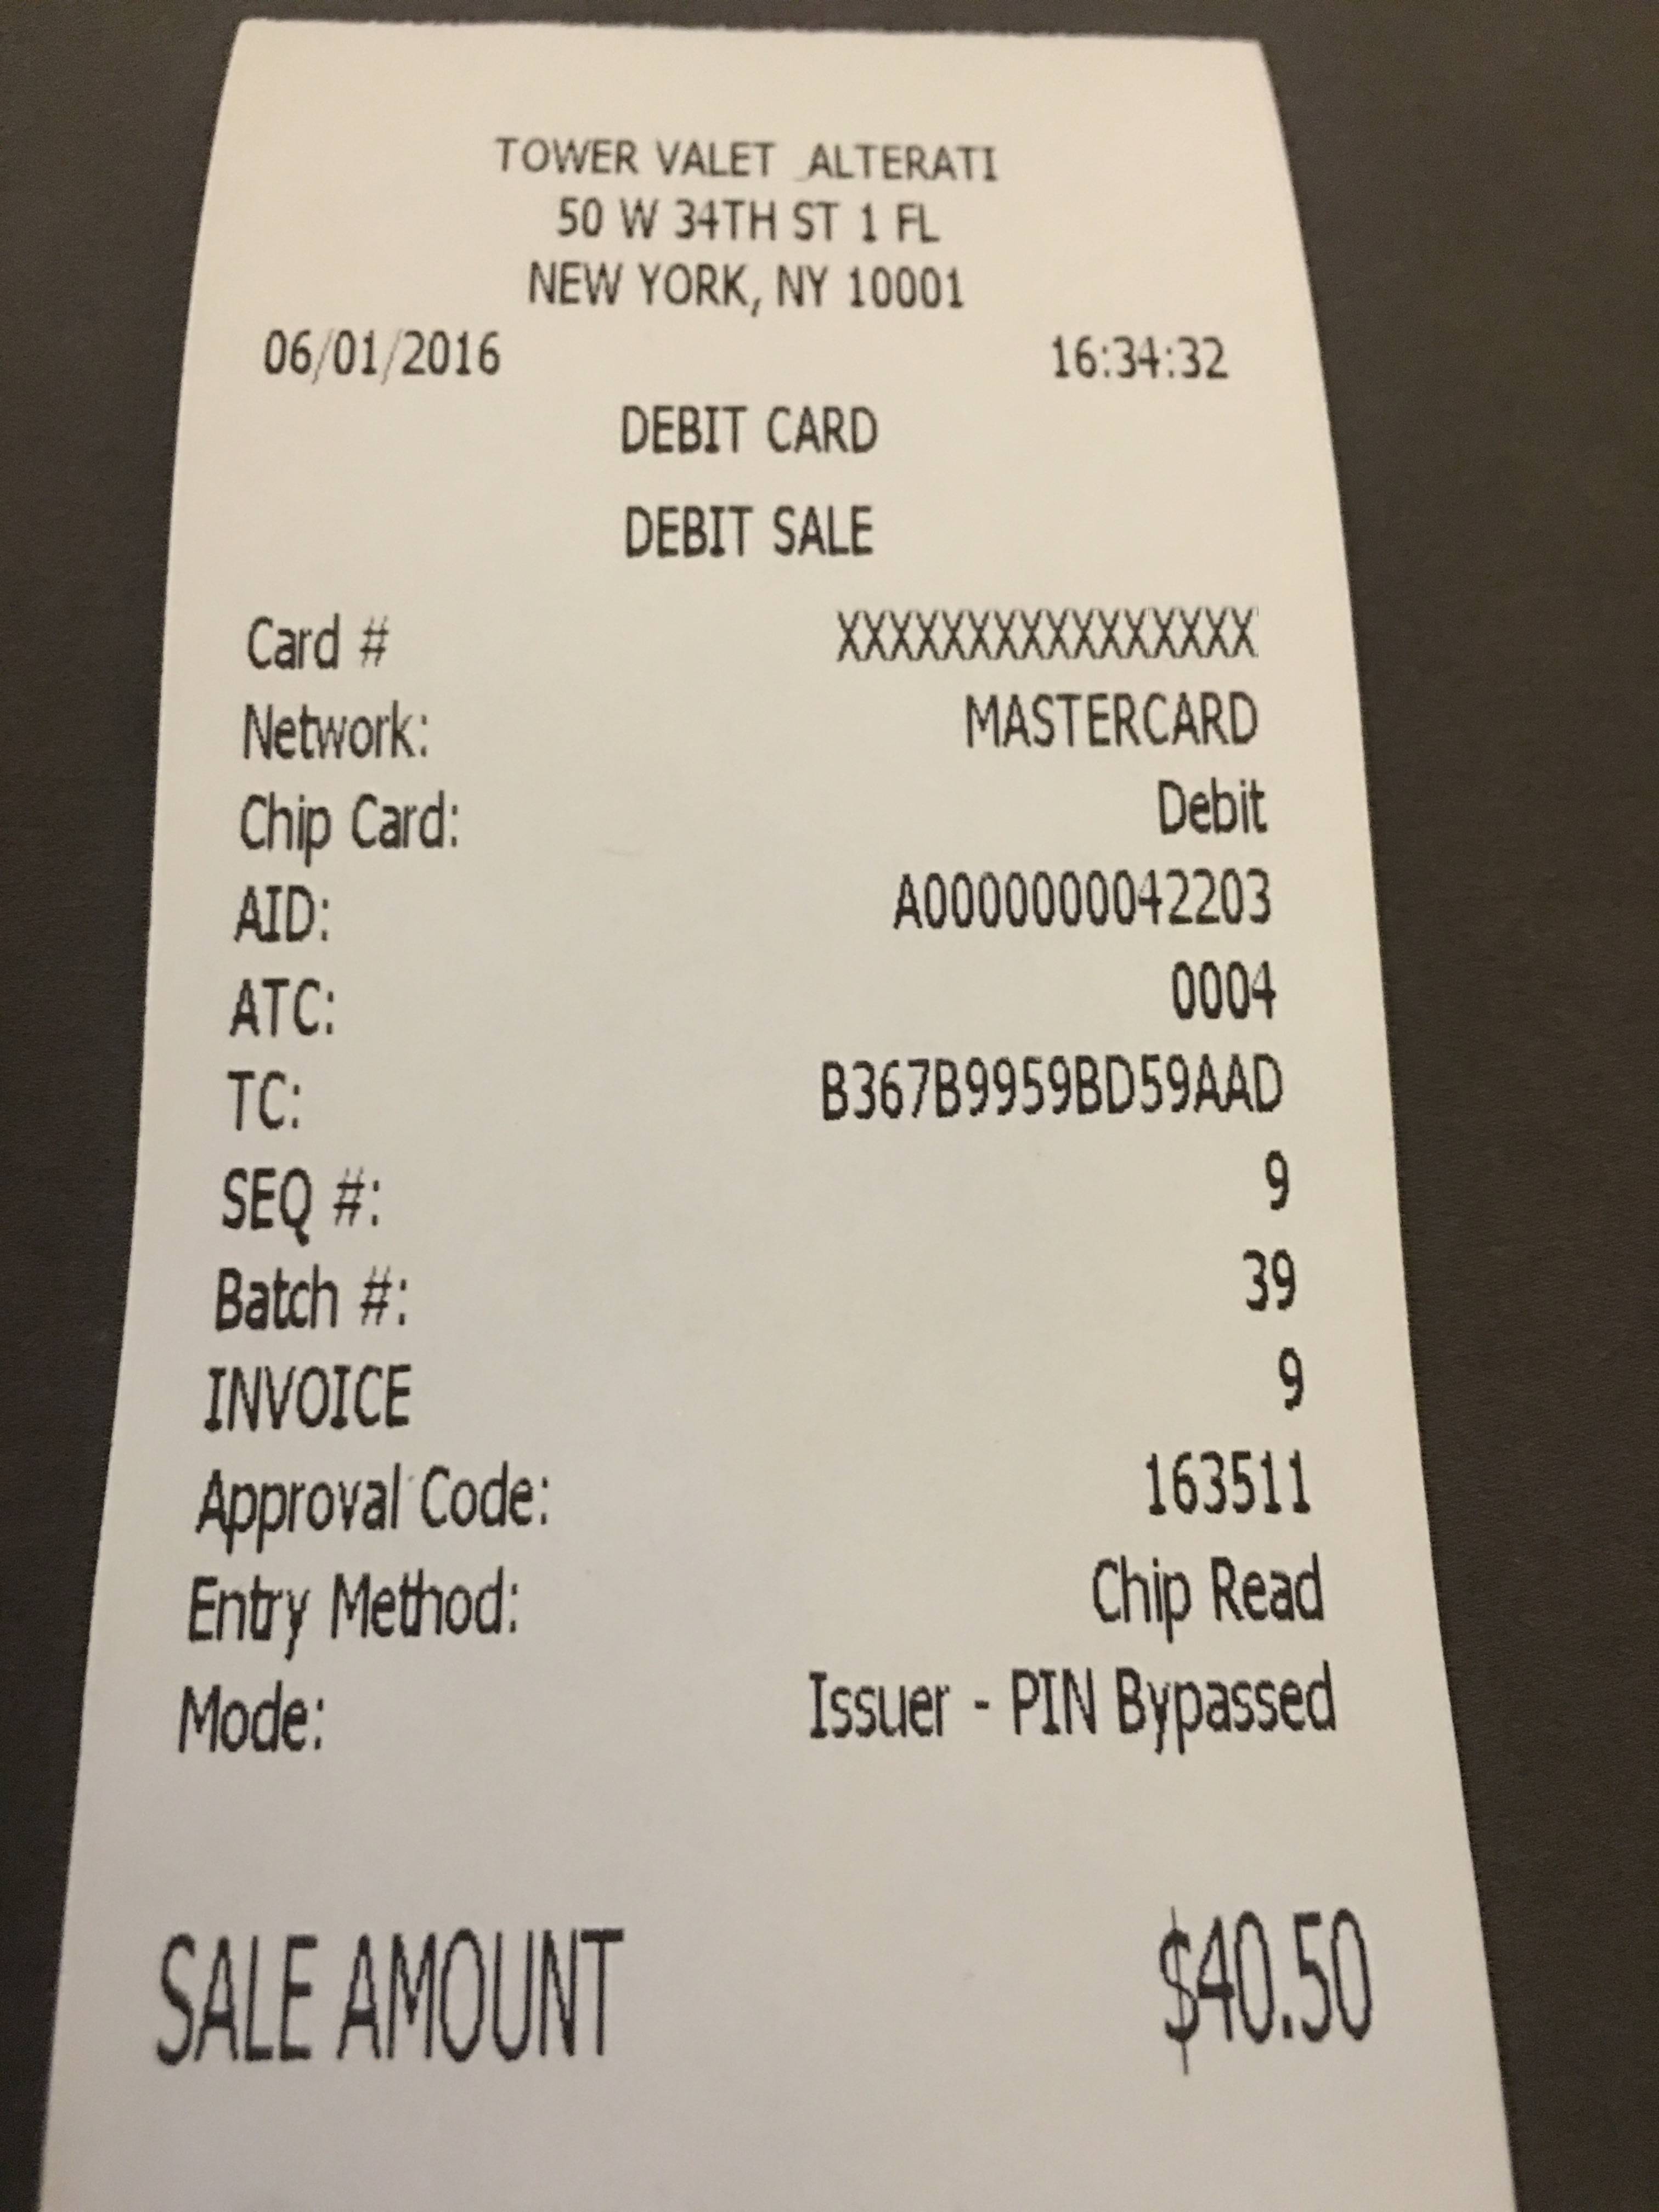 TOWER VALET ALTERATI
50 W 34TH ST 1 FL
NEW YORK, NY 10001
06/01/2016 16:34:32
DEBIT CARD
DEBIT SALE
Card # XXXXXXXXXXXXXXXX
Network: MASTERCARD
Chip Card: Debit
AID: A0000000042203
ATC: 0004
TC: B367B9959BD59AAD
SEQ #: 9
Batch #: 39
INVOICE 9
Approval Code: 163511
Entry Method: Chip Read
Mode: Issuer - PIN Bypassed
SALE AMOUNT $40.50